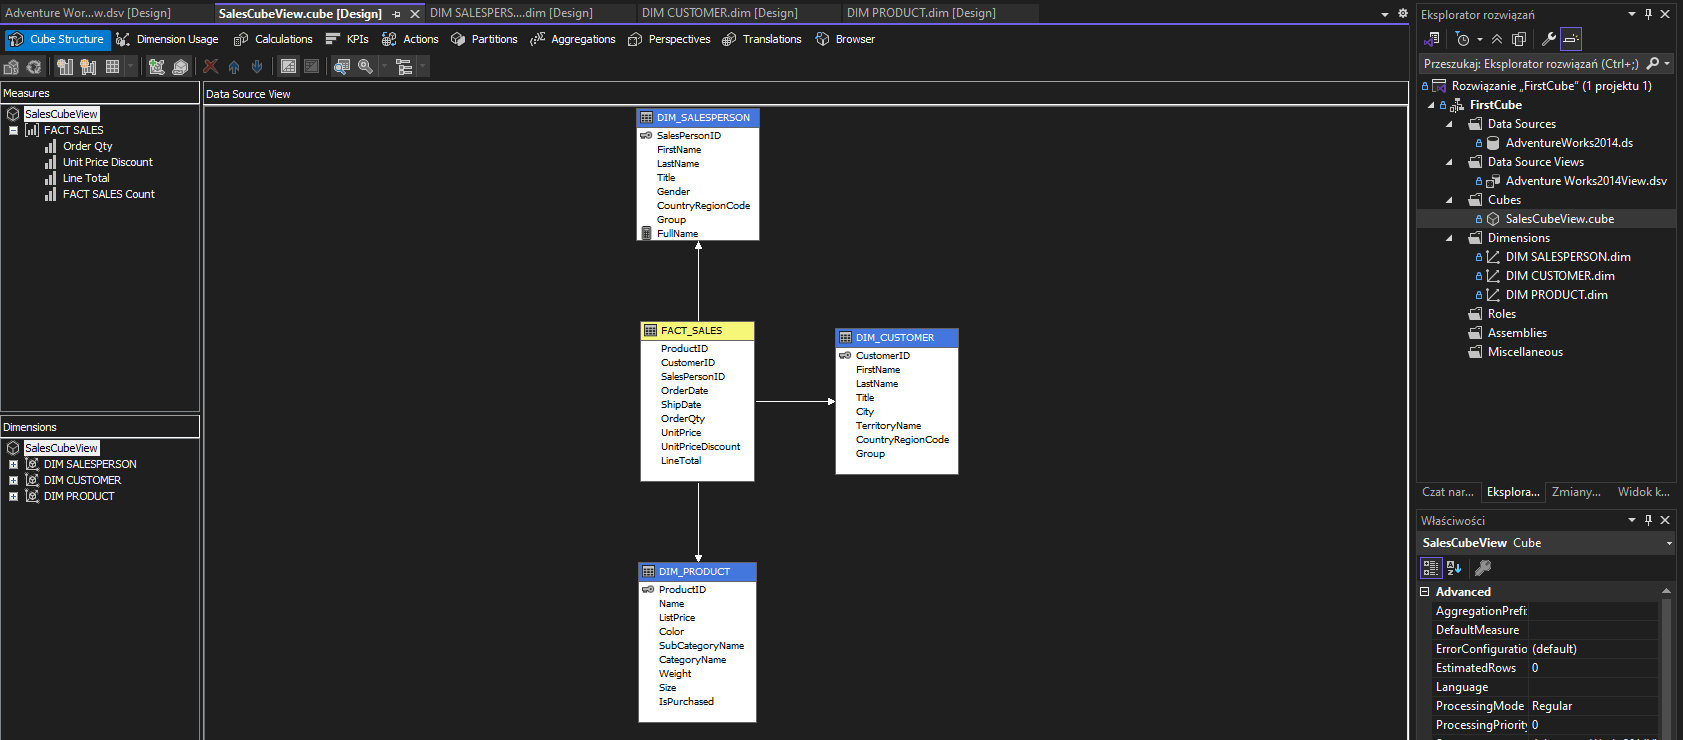 Adventure Wor...w.dsv [Design]
SalesCubeView.cube [Design]
DIM SALESPERS....dim [Design]
DIM CUSTOMER.dim [Design]
DIM PRODUCT.dim [Design]
Cube Structure
Dimension Usage
Calculations
KPIs
Actions
Partitions
Aggregations
Perspectives
Translations
Browser
Measures
SalesCubeView
FACT SALES
Order Qty
Unit Price Discount
Line Total
FACT SALES Count
Dimensions
SalesCubeView
DIM SALESPERSON
DIM CUSTOMER
DIM PRODUCT
Data Source View
DIM_SALESPERSON
SalesPersonID
FirstName
LastName
Title
Gender
CountryRegionCode
Group
FullName
FACT_SALES
ProductID
CustomerID
SalesPersonID
OrderDate
ShipDate
OrderQty
UnitPrice
UnitPriceDiscount
LineTotal
DIM_CUSTOMER
CustomerID
FirstName
LastName
Title
City
TerritoryName
CountryRegionCode
Group
DIM_PRODUCT
ProductID
Name
ListPrice
Color
SubCategoryName
CategoryName
Weight
Size
IsPurchased
Eksplorator rozwiązań
Przeszukaj: Eksplorator rozwiązań (Ctrl+;)
Rozwiązanie „FirstCube” (1 projektu 1)
FirstCube
Data Sources
AdventureWorks2014.ds
Data Source Views
Adventure Works2014View.dsv
Cubes
SalesCubeView.cube
Dimensions
DIM SALESPERSON.dim
DIM CUSTOMER.dim
DIM PRODUCT.dim
Roles
Assemblies
Miscellaneous
Czat nar...
Eksplora...
Zmiany...
Widok k...
Właściwości
SalesCubeView Cube
Advanced
AggregationPrefi
DefaultMeasure
ErrorConfiguratio (default)
EstimatedRows 0
Language
ProcessingMode Regular
ProcessingPriority 0